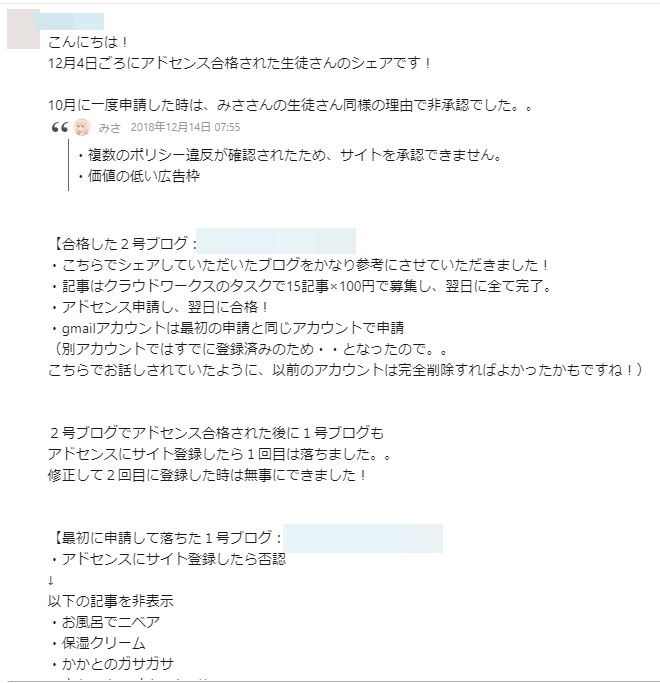 こんにちは！
12月4日ごろにアドセンス合格された生徒さんのシェアです！
10月に一度申請した時は、みささんの生徒さん同様の理由で非承認でした。。
みさ 2018年12月14日 07:55
・複数のポリシー違反が確認されたため、サイトを承認できません。
・価値の低い広告枠
【合格した２号ブログ：
・こちらでシェアしていただいたブログをかなり参考にさせていただきました！
・記事はクラウドワークスのタスクで15記事×100円で募集し、翌日に全て完了。
・アドセンス申請し、翌日に合格！
・gmailアカウントは最初の申請と同じアカウントで申請
（別アカウントではすでに登録済みのため・・となったので。。
こちらでお話しされていたように、以前のアカウントは完全削除すればよかったかもですね！）
２号ブログでアドセンス合格された後に１号ブログも
アドセンスにサイト登録したら１回目は落ちました。。
修正して２回目に登録した時は無事にできました！
【最初に申請して落ちた１号ブログ：
・アドセンスにサイト登録したら否認
↓
以下の記事を非表示
・お風呂でニベア
・保湿クリーム
・かかとのガサガサ